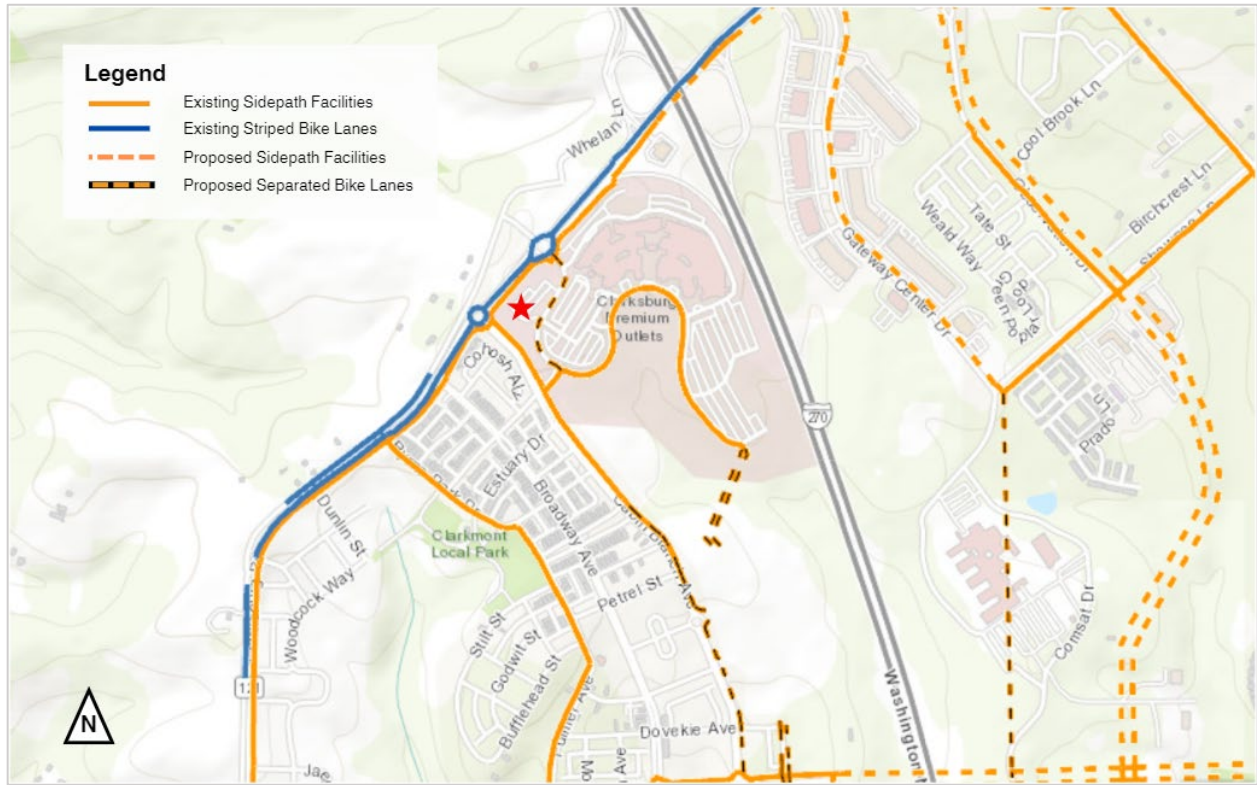 Legend
Existing Sidepath Facilities
Existing Striped Bike Lanes
Proposed Sidepath Facilities
Proposed Separated Bike Lanes
Whelan Ln
Cool Brook Ln
Birchcrest Ln
Tate St
Weald Way
Gateway Center Dr
Clarksburg
Premium
Outlets
270
Prado Ln
Estuary Dr
Broadway Ave
Dunlin St
Clarkmont
Local Park
Woodcock Way
Petrel St
Stilt St
Godwit St
Bufflehead St
Comsat Dr
Washington
Dovekie Ave
121
N
Jae
Mo
Ave